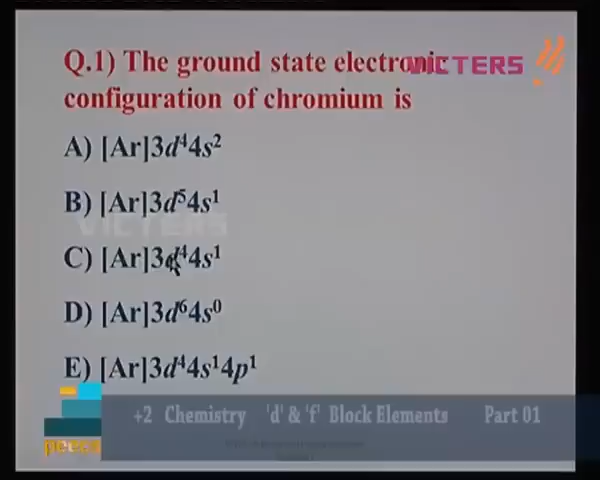 Q.1) The ground state electronic
VICTERS
configuration of chromium is
A) [Ar]3d⁴4s²
B) [Ar]3d⁵4s¹
VICTERS
C) [Ar]3d⁴4s¹
D) [Ar]3d⁶4s⁰
E) [Ar]3d⁴4s¹4p¹
+2 Chemistry 'd' & 'f' Block Elements Part 01